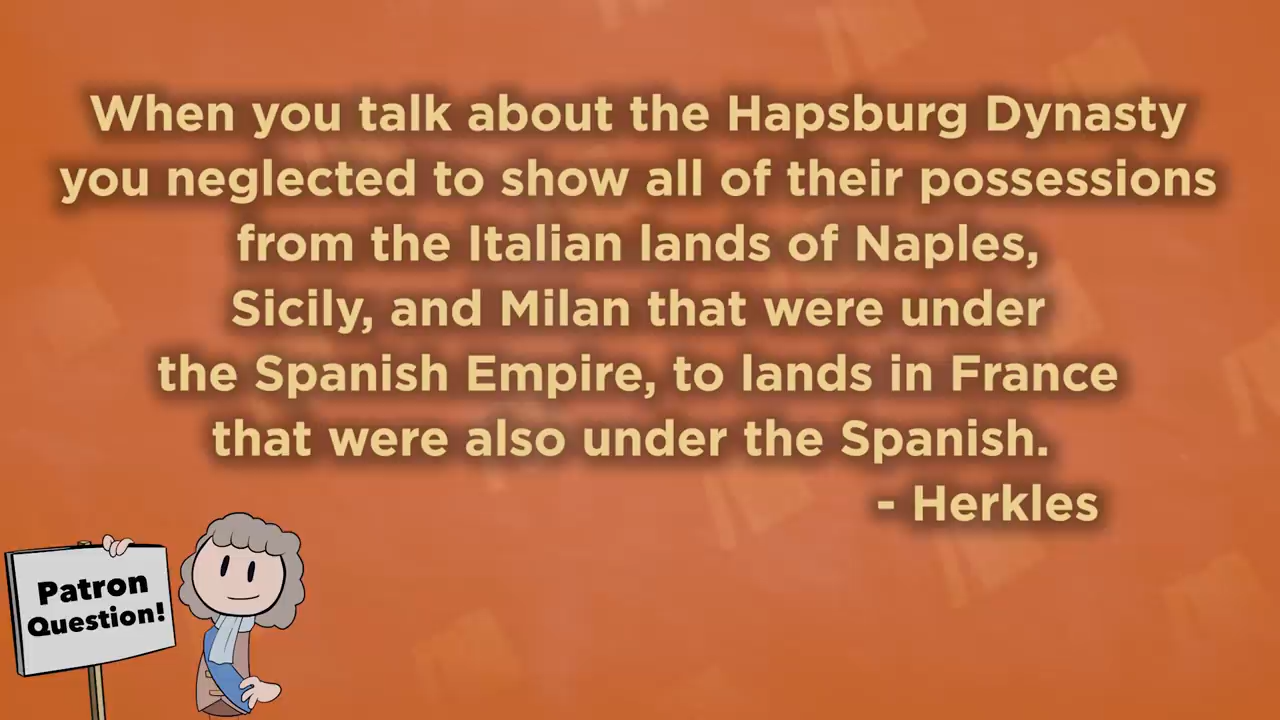 When you talk about the Hapsburg Dynasty
you neglected to show all of their possessions
from the Italian lands of Naples,
Sicily, and Milan that were under
the Spanish Empire, to lands in France
that were also under the Spanish.
- Herkles
Patron
Question!